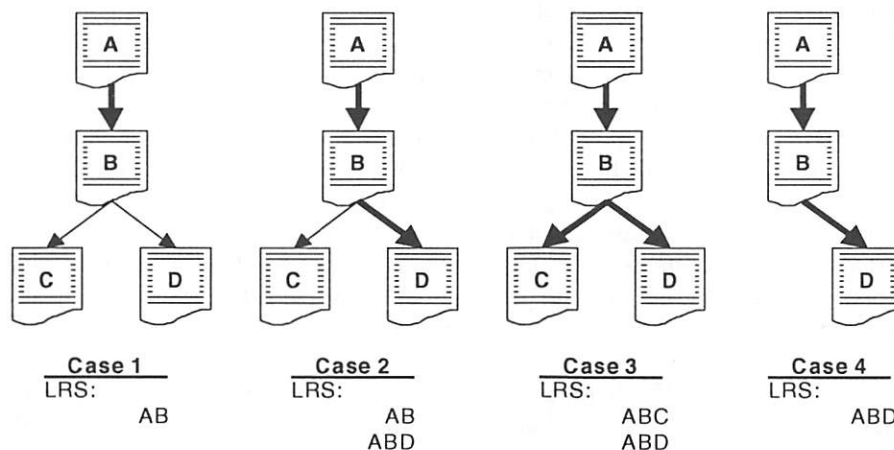 A A A A
B B B B
C D C D C D D
Case 1 Case 2 Case 3 Case 4
LRS: LRS: LRS: LRS:
AB AB ABC ABD
ABD ABD